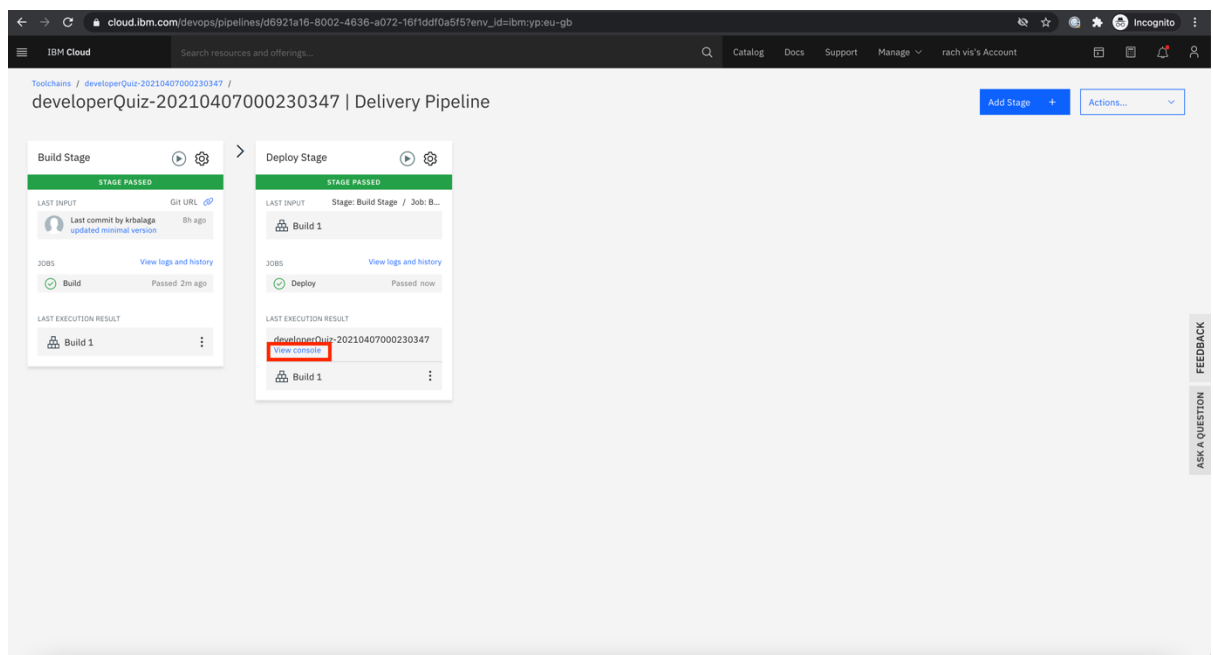 cloud.ibm.com/devops/pipelines/d6921a16-8002-4636-a072-16f1ddf0a5f5?env_id=ibm:yp:eu-gb
Incognito
IBM Cloud
Search resources and offerings...
Catalog
Docs
Support
Manage
rach vis's Account
Toolchains / developerQuiz-20210407000230347 /
developerQuiz-20210407000230347 | Delivery Pipeline
Add Stage +
Actions...
Build Stage
STAGE PASSED
LAST INPUT
Git URL
Last commit by krbalaga
8h ago
updated minimal version
JOBS
View logs and history
Build
Passed 2m ago
LAST EXECUTION RESULT
Build 1
Deploy Stage
STAGE PASSED
LAST INPUT
Stage: Build Stage / Job: B...
Build 1
JOBS
View logs and history
Deploy
Passed now
LAST EXECUTION RESULT
developerQuiz-20210407000230347
View console
Build 1
FEEDBACK
ASK A QUESTION